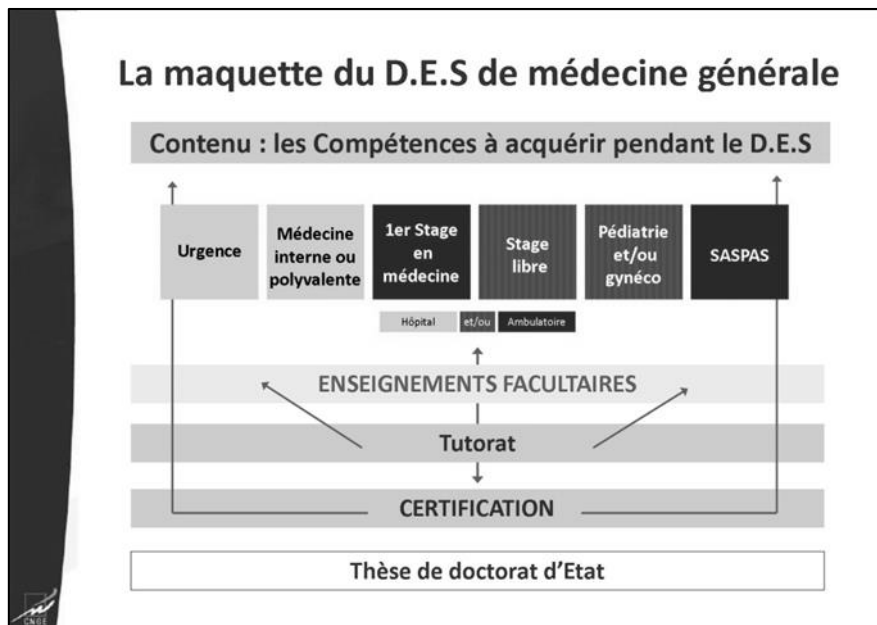 La maquette du D.E.S de médecine générale
Contenu : les Compétences à acquérir pendant le D.E.S
Urgence
Médecine
interne ou
polyvalente
1er Stage
en
médecine
Stage
libre
Pédiatrie
et/ou
gynéco
SASPAS
Hôpital
et/ou
Ambulatoire
ENSEIGNEMENTS FACULTAIRES
Tutorat
CERTIFICATION
Thèse de doctorat d'Etat
CNGE